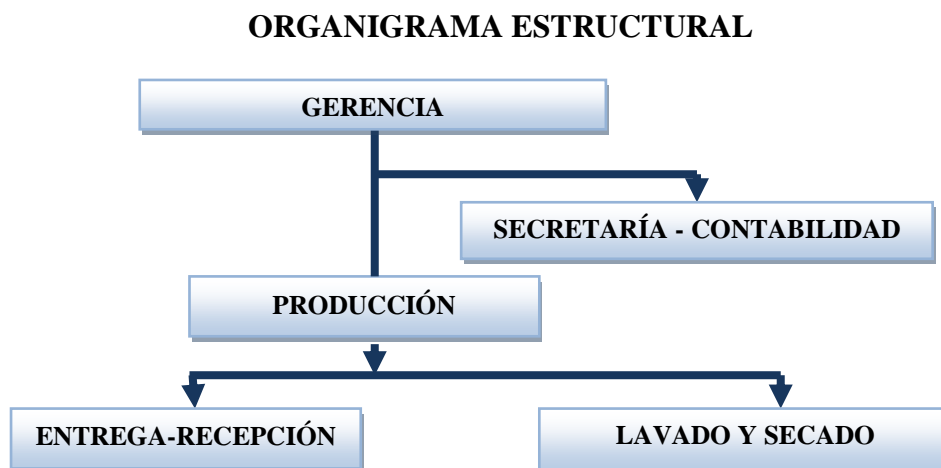 ORGANIGRAMA ESTRUCTURAL
GERENCIA
SECRETARÍA - CONTABILIDAD
PRODUCCIÓN
ENTREGA-RECEPCIÓN
LAVADO Y SECADO